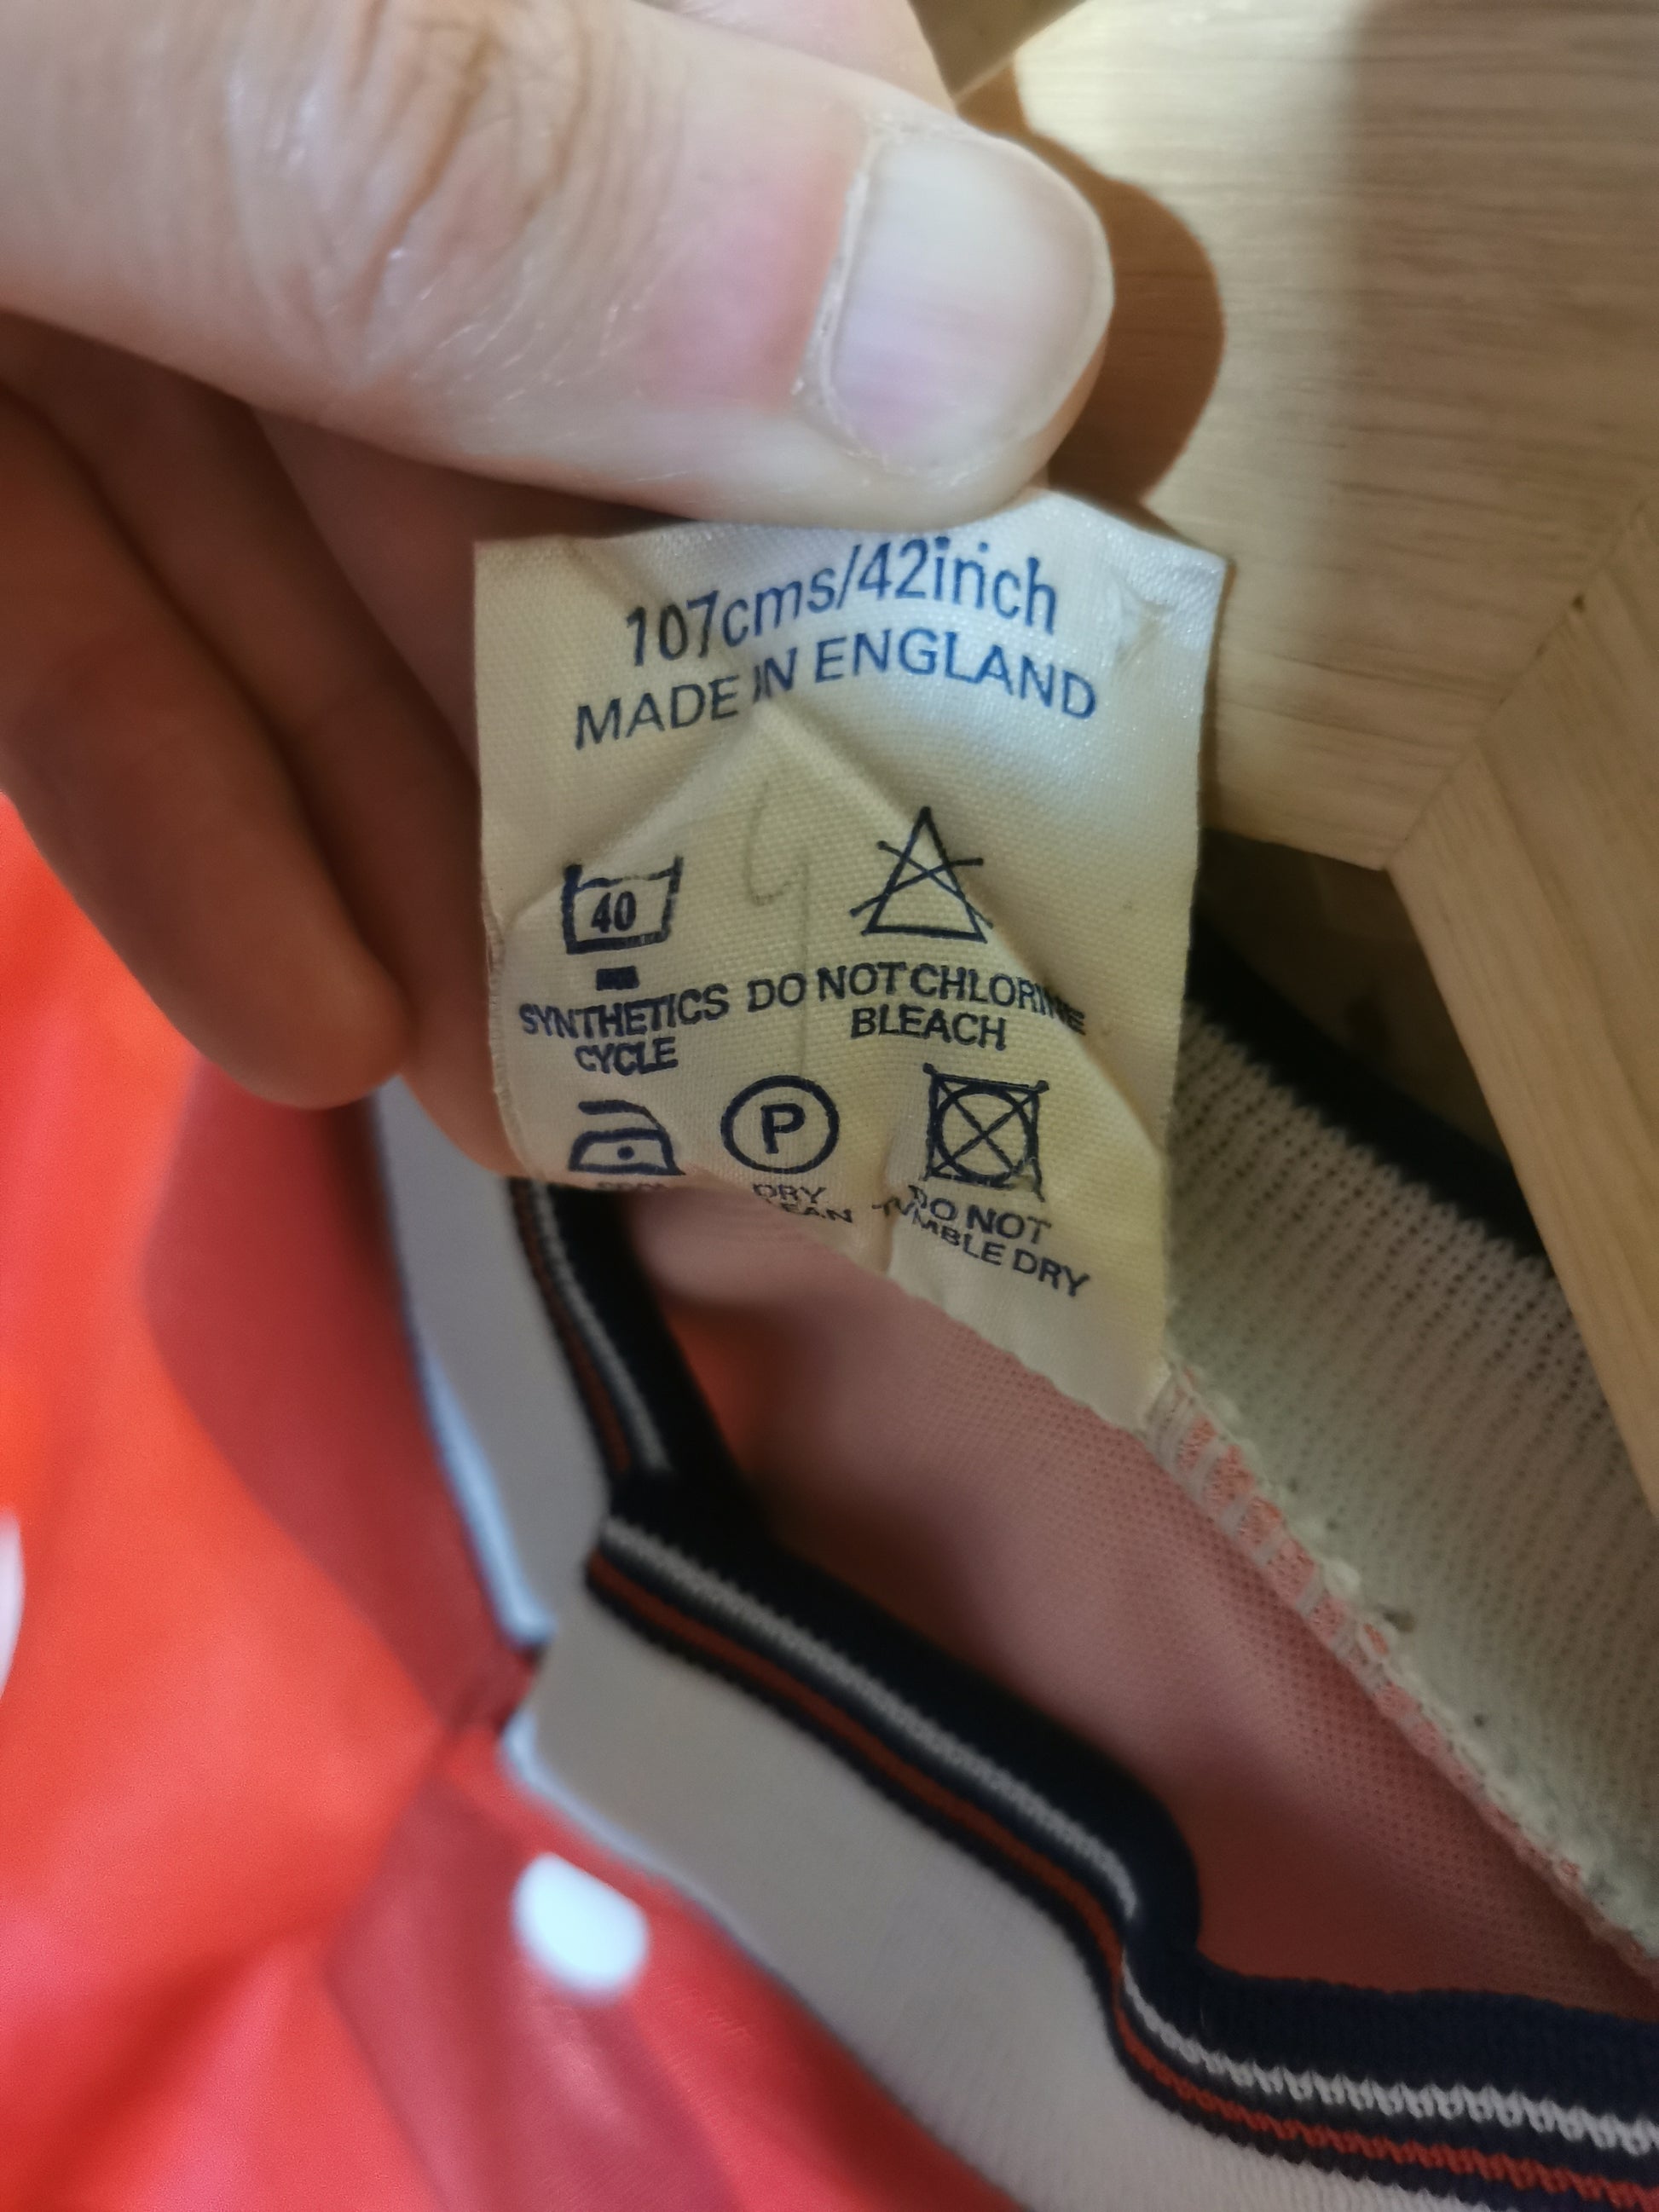 107cms/42inch
MADE IN ENGLAND
40
SYNTHETICS DO NOT CHLORINE
CYCLE BLEACH
P
DRY DO NOT
TUMBLE DRY